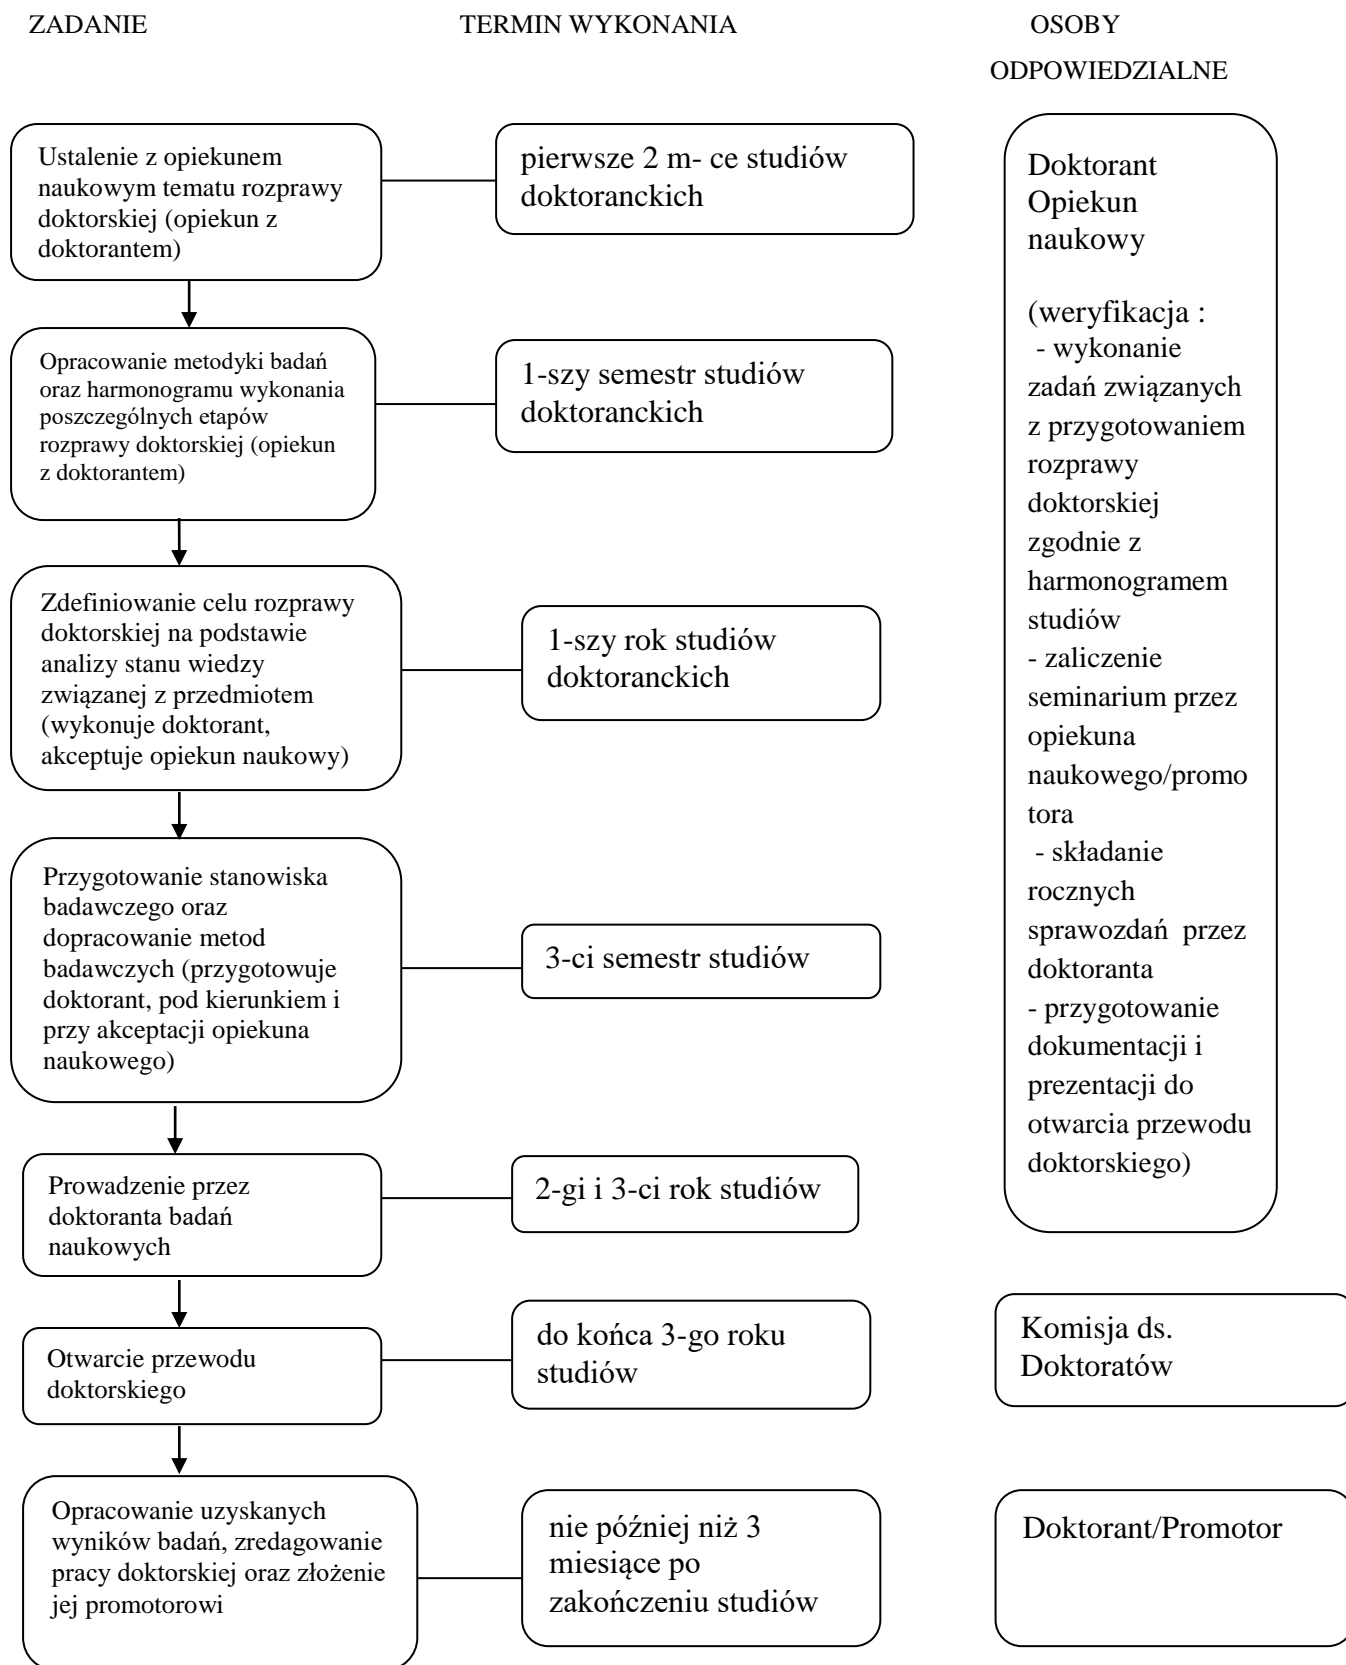 ZADANIE
TERMIN WYKONANIA
OSOBY
ODPOWIEDZIALNE
Ustalenie z opiekunem
naukowym tematu rozprawy
doktorskiej (opiekun z
doktorantem)
pierwsze 2 m- ce studiów
doktoranckich
Opracowanie metodyki badań
oraz harmonogramu wykonania
poszczególnych etapów
rozprawy doktorskiej (opiekun
z doktorantem)
1-szy semestr studiów
doktoranckich
Zdefiniowanie celu rozprawy
doktorskiej na podstawie
analizy stanu wiedzy
związanej z przedmiotem
(wykonuje doktorant,
akceptuje opiekun naukowy)
1-szy rok studiów
doktoranckich
Przygotowanie stanowiska
badawczego oraz
dopracowanie metod
badawczych (przygotowuje
doktorant, pod kierunkiem i
przy akceptacji opiekuna
naukowego)
3-ci semestr studiów
Prowadzenie przez
doktoranta badań
naukowych
2-gi i 3-ci rok studiów
Otwarcie przewodu
doktorskiego
do końca 3-go roku
studiów
Opracowanie uzyskanych
wyników badań, zredagowanie
pracy doktorskiej oraz złożenie
jej promotorowi
nie później niż 3
miesiące po
zakończeniu studiów
Doktorant
Opiekun
naukowy
(weryfikacja :
- wykonanie
zadań związanych
z przygotowaniem
rozprawy
doktorskiej
zgodnie z
harmonogramem
studiów
- zaliczenie
seminarium przez
opiekuna
naukowego/promo
tora
- składanie
rocznych
sprawozdań przez
doktoranta
- przygotowanie
dokumentacji i
prezentacji do
otwarcia przewodu
doktorskiego)
Komisja ds.
Doktoratów
Doktorant/Promotor